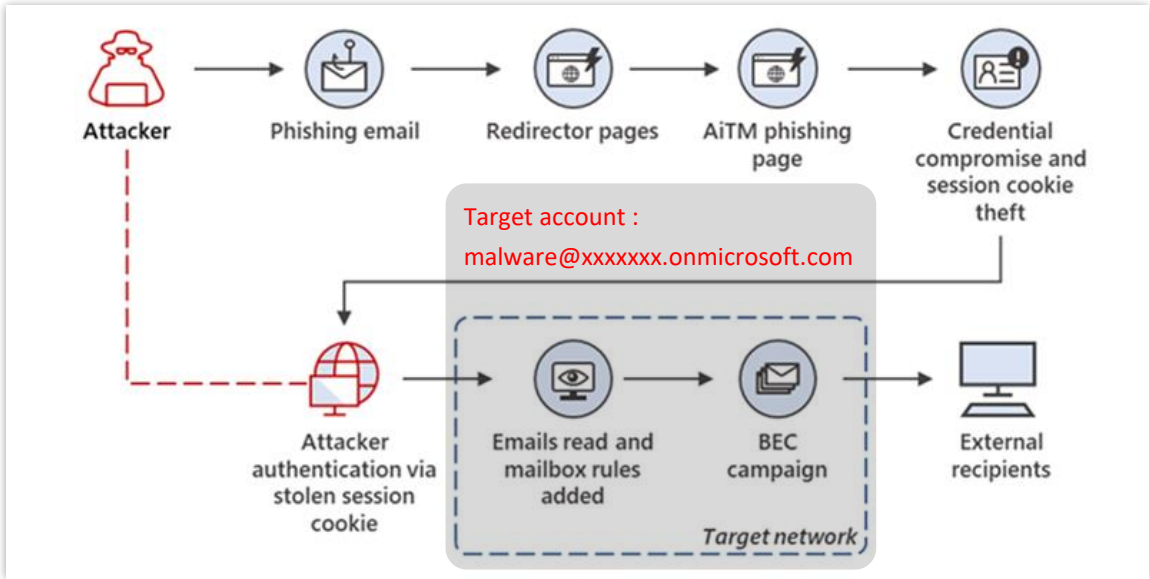 Attacker
Phishing email
Redirector pages
AiTM phishing
page
Credential
compromise and
session cookie
theft
Target account :
malware@xxxxxxx.onmicrosoft.com
Attacker
authentication via
stolen session
cookie
Emails read and
mailbox rules
added
BEC
campaign
External
recipients
Target network